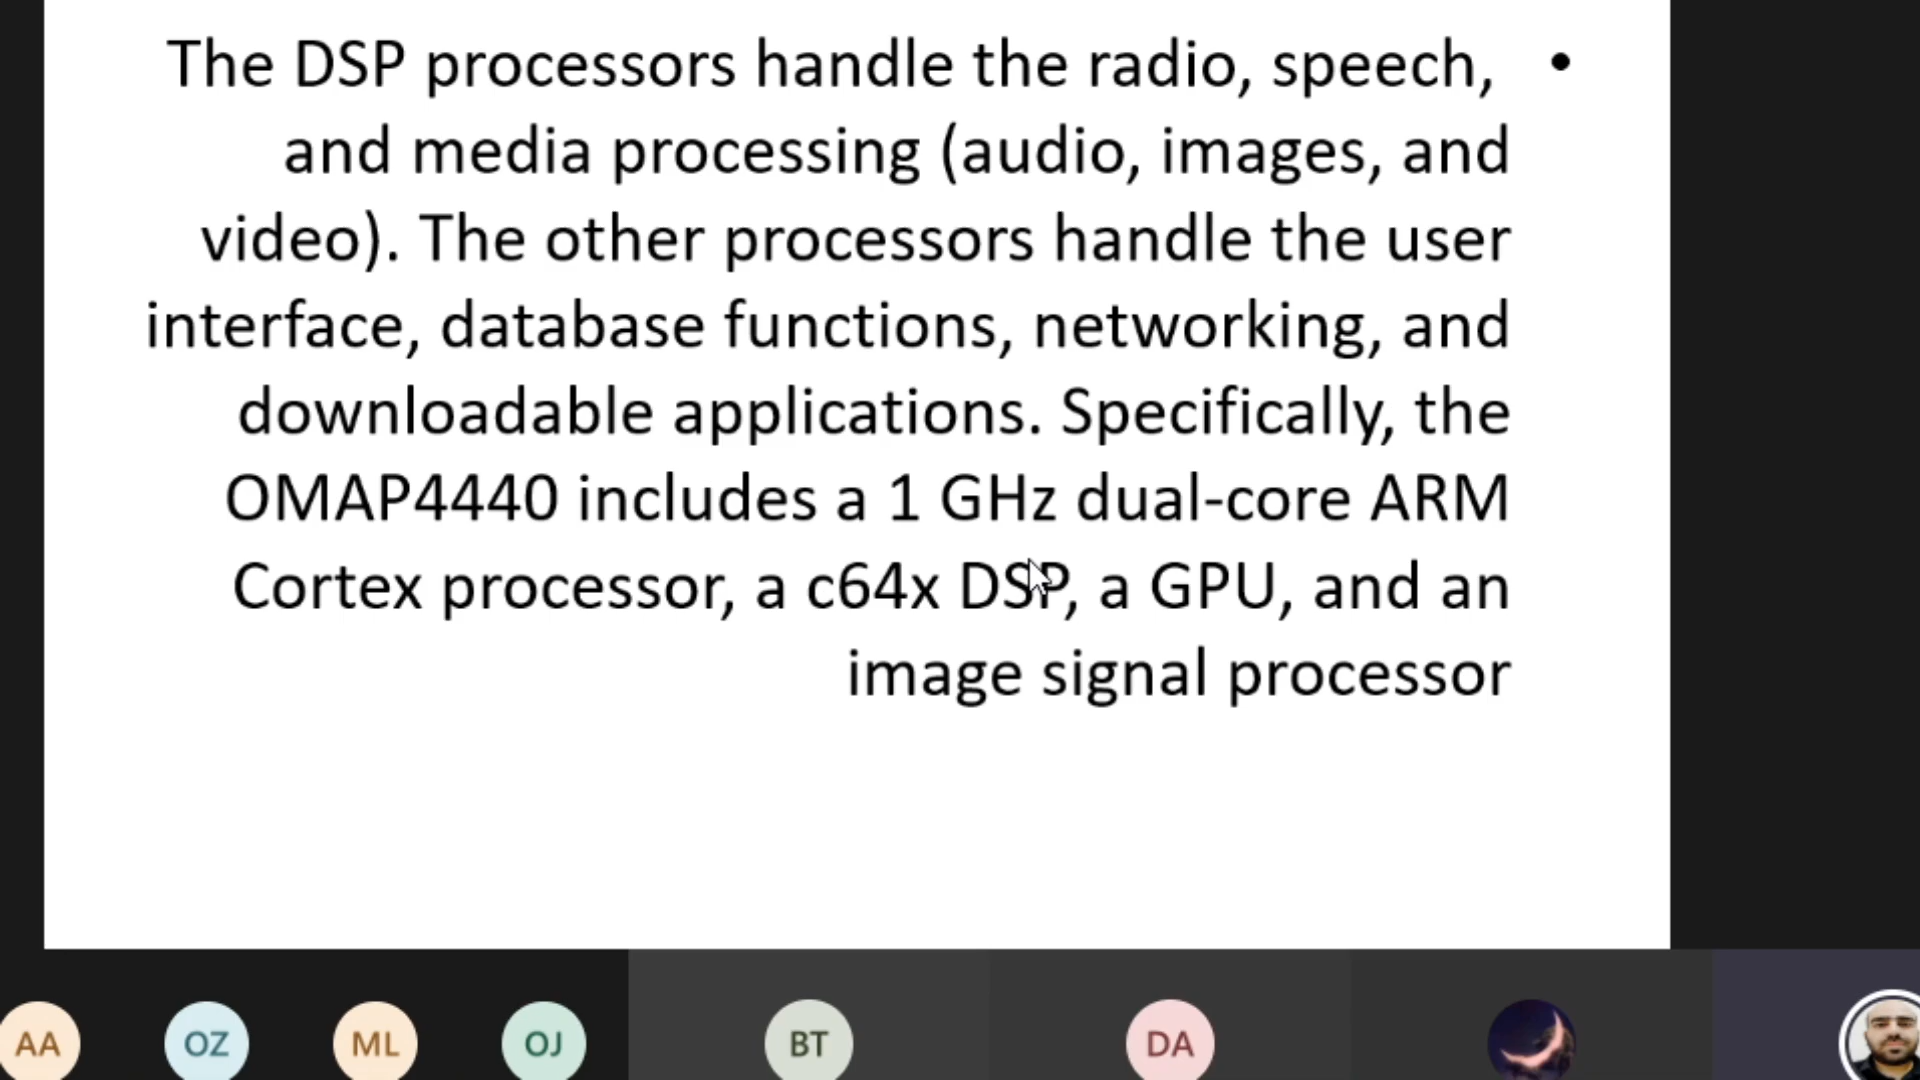 • The DSP processors handle the radio, speech,
and media processing (audio, images, and
video). The other processors handle the user
interface, database functions, networking, and
downloadable applications. Specifically, the
OMAP4440 includes a 1 GHz dual-core ARM
Cortex processor, a c64x DSP, a GPU, and an
image signal processor
AA OZ ML OJ BT DA